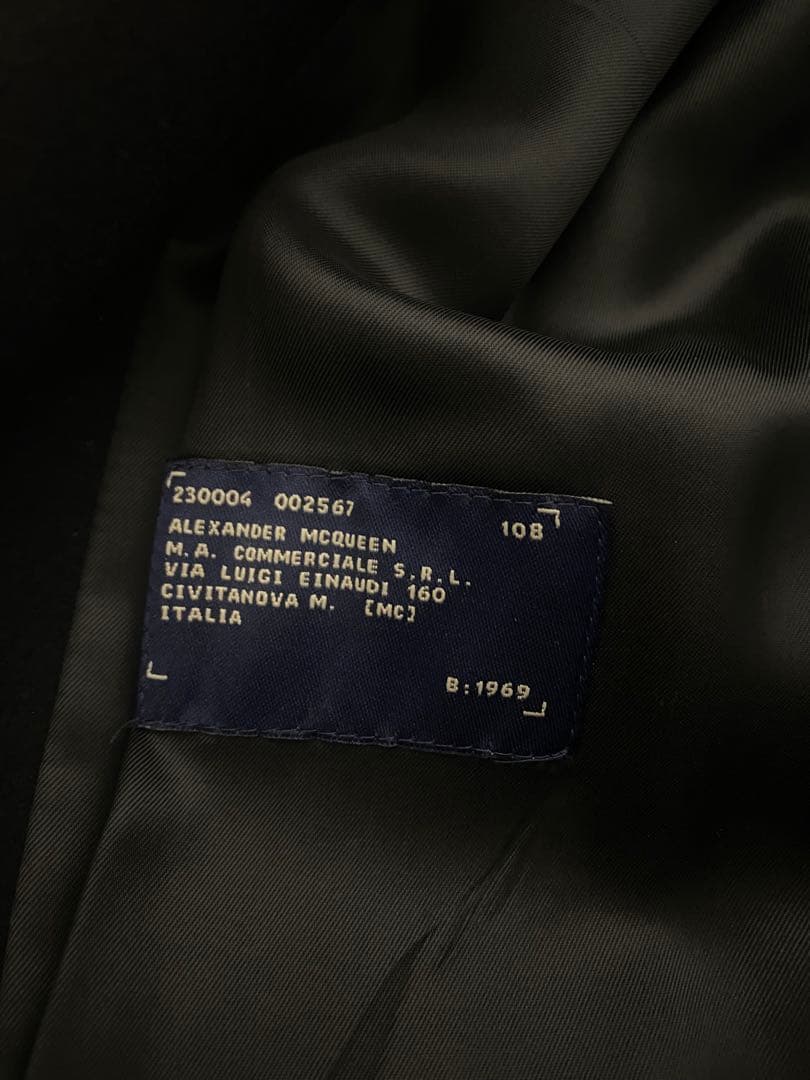 230004 002567 108
ALEXANDER MCQUEEN
M.A. COMMERCIALE S.R.L.
VIA LUIGI EINAUDI 160
CIVITANOVA M. [MC]
ITALIA
B:1969